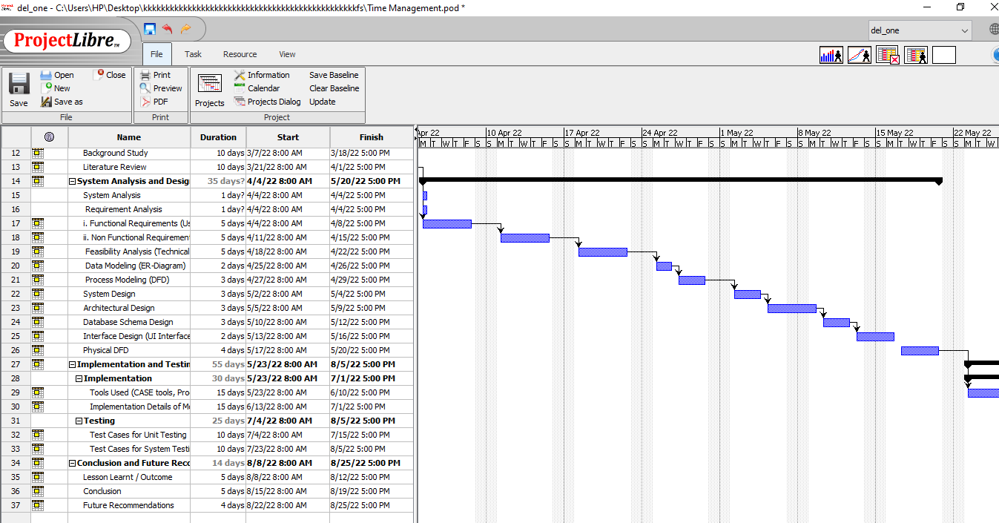 del_one - C:\Users\HP\Desktop\kkkkkkkkkkkkkkkkkkkkkkkkkkkkkkkkkkkkkkkkkkkkkkkkfs\Time Management.pod *
ProjectLibre™
del_one
File Task Resource View
Save Open New Save as Close
File
Print Preview PDF
Print
Projects Information Calendar Projects Dialog Save Baseline Clear Baseline Update
Project
Name Duration Start Finish
Apr 22 10 Apr 22 17 Apr 22 24 Apr 22 1 May 22 8 May 22 15 May 22 22 May 22
M T W T F S S M T W T F S S M T W T F S S M T W T F S S M T W T F S S M T W T F S S M T W T F S S M T W
12 Background Study 10 days 3/7/22 8:00 AM 3/18/22 5:00 PM
13 Literature Review 10 days 3/21/22 8:00 AM 4/1/22 5:00 PM
14 System Analysis and Desig 35 days? 4/4/22 8:00 AM 5/20/22 5:00 PM
15 System Analysis 1 day? 4/4/22 8:00 AM 4/4/22 5:00 PM
16 Requirement Analysis 1 day? 4/4/22 8:00 AM 4/4/22 5:00 PM
17 i. Functional Requirements (Us 5 days 4/4/22 8:00 AM 4/8/22 5:00 PM
18 ii. Non Functional Requirement 5 days 4/11/22 8:00 AM 4/15/22 5:00 PM
19 Feasibility Analysis (Technical 5 days 4/18/22 8:00 AM 4/22/22 5:00 PM
20 Data Modeling (ER-Diagram) 2 days 4/25/22 8:00 AM 4/26/22 5:00 PM
21 Process Modeling (DFD) 3 days 4/27/22 8:00 AM 4/29/22 5:00 PM
22 System Design 3 days 5/2/22 8:00 AM 5/4/22 5:00 PM
23 Architectural Design 3 days 5/5/22 8:00 AM 5/9/22 5:00 PM
24 Database Schema Design 3 days 5/10/22 8:00 AM 5/12/22 5:00 PM
25 Interface Design (UI Interface 2 days 5/13/22 8:00 AM 5/16/22 5:00 PM
26 Physical DFD 4 days 5/17/22 8:00 AM 5/20/22 5:00 PM
27 Implementation and Testin 55 days 5/23/22 8:00 AM 8/5/22 5:00 PM
28 Implementation 30 days 5/23/22 8:00 AM 7/1/22 5:00 PM
29 Tools Used (CASE tools, Pro 15 days 5/23/22 8:00 AM 6/10/22 5:00 PM
30 Implementation Details of Mo 15 days 6/13/22 8:00 AM 7/1/22 5:00 PM
31 Testing 25 days 7/4/22 8:00 AM 8/5/22 5:00 PM
32 Test Cases for Unit Testing 10 days 7/4/22 8:00 AM 7/15/22 5:00 PM
33 Test Cases for System Testi 10 days 7/23/22 8:00 AM 8/5/22 5:00 PM
34 Conclusion and Future Reco 14 days 8/8/22 8:00 AM 8/25/22 5:00 PM
35 Lesson Learnt / Outcome 5 days 8/8/22 8:00 AM 8/12/22 5:00 PM
36 Conclusion 5 days 8/15/22 8:00 AM 8/19/22 5:00 PM
37 Future Recommendations 4 days 8/22/22 8:00 AM 8/25/22 5:00 PM